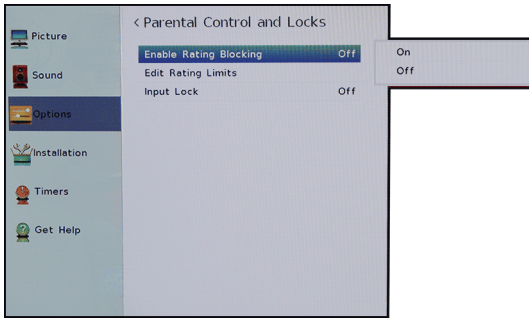 < Parental Control and Locks
Picture
Sound
Options
Installation
Timers
Get Help
Enable Rating Blocking Off
Edit Rating Limits
Input Lock Off
On
Off